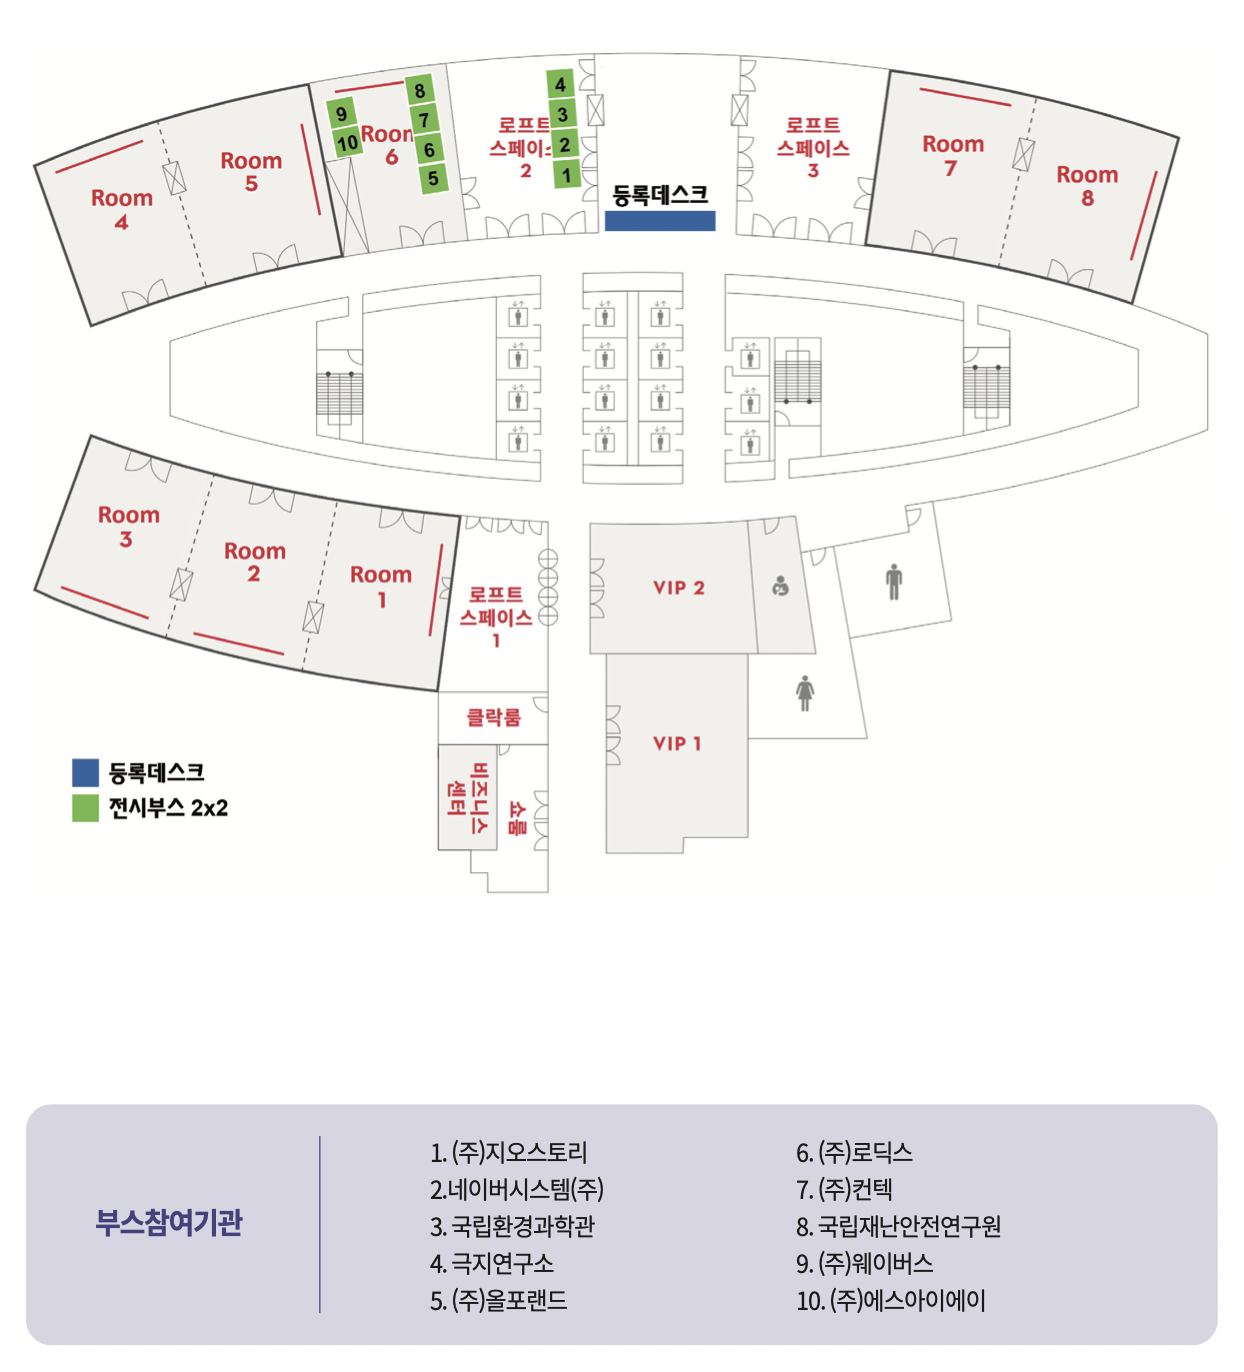 4
3
2
1
8
7
6
5
9
10
Room
4
Room
5
Room
6
로프트
스페이스
2
등록데스크
로프트
스페이스
3
Room
7
Room
8
Room
3
Room
2
Room
1
로프트
스페이스
1
VIP 2
클락룸
VIP 1
비즈니스
센터
쇼룸
등록데스크
전시부스 2x2
부스참여기관
1. (주)지오스토리
2.네이버시스템(주)
3. 국립환경과학관
4. 극지연구소
5. (주)올포랜드
6. (주)로딕스
7. (주)컨텍
8. 국립재난안전연구원
9. (주)웨이버스
10. (주)에스아이에이